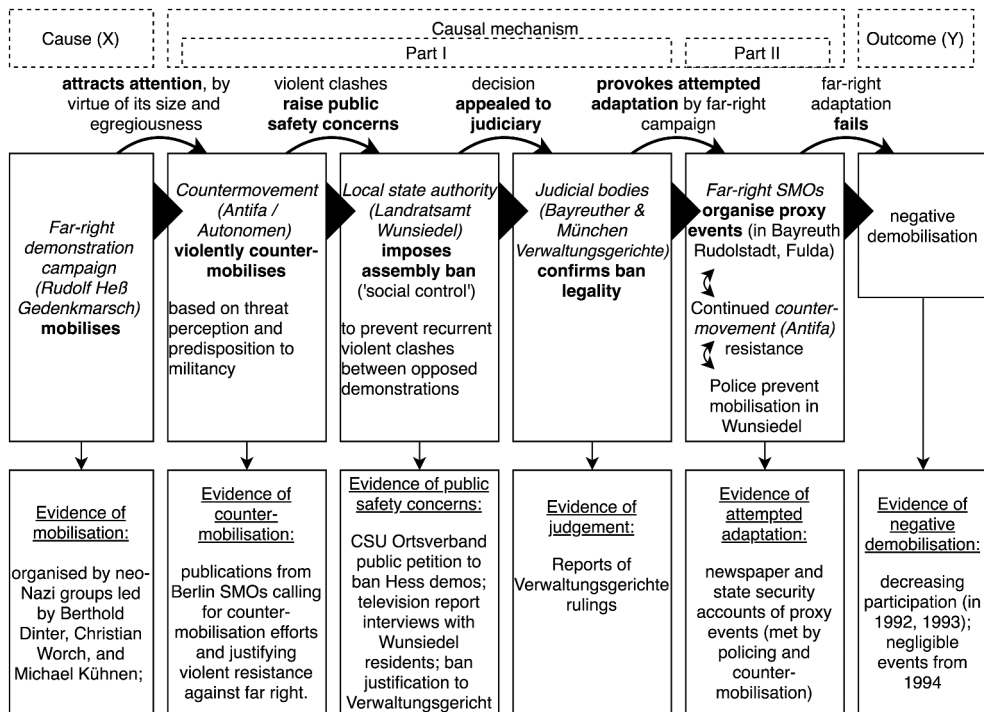 Cause (X)
Causal mechanism
Part I
Part II
Outcome (Y)
attracts attention, by
virtue of its size and
egregiousness
violent clashes
raise public
safety concerns
decision
appealed to
judiciary
provokes attempted
adaptation by far-right
campaign
far-right
adaptation
fails
Far-right
demonstration
campaign
(Rudolf Heß
Gedenkmarsch)
mobilises
Countermovement
(Antifa /
Autonomen)
violently counter-
mobilises
based on threat
perception and
predisposition to
militancy
Local state authority
(Landratsamt
Wunsiedel)
imposes
assembly ban
('social control')
to prevent recurrent
violent clashes
between opposed
demonstrations
Judicial bodies
(Bayreuther &
München
Verwaltungsgerichte)
confirms ban
legality
Far-right SMOs
organise proxy
events (in Bayreuth
Rudolstadt, Fulda)
Continued counter-
movement (Antifa)
resistance
Police prevent
mobilisation in
Wunsiedel
negative
demobilisation
Evidence of
mobilisation:
organised by neo-
Nazi groups led
by Berthold
Dinter, Christian
Worch, and
Michael Kühnen;
Evidence of
counter-
mobilisation:
publications from
Berlin SMOs calling
for counter-
mobilisation efforts
and justifying
violent resistance
against far right.
Evidence of public
safety concerns:
CSU Ortsverband
public petition to
ban Hess demos;
television report
interviews with
Wunsiedel
residents; ban
justification to
Verwaltungsgericht
Evidence of
judgement:
Reports of
Verwaltungsgerichte
rulings
Evidence of
attempted
adaptation:
newspaper and
state security
accounts of proxy
events (met by
policing and
counter-
mobilisation)
Evidence of
negative
demobilisation:
decreasing
participation (in
1992, 1993);
negligible
events from
1994